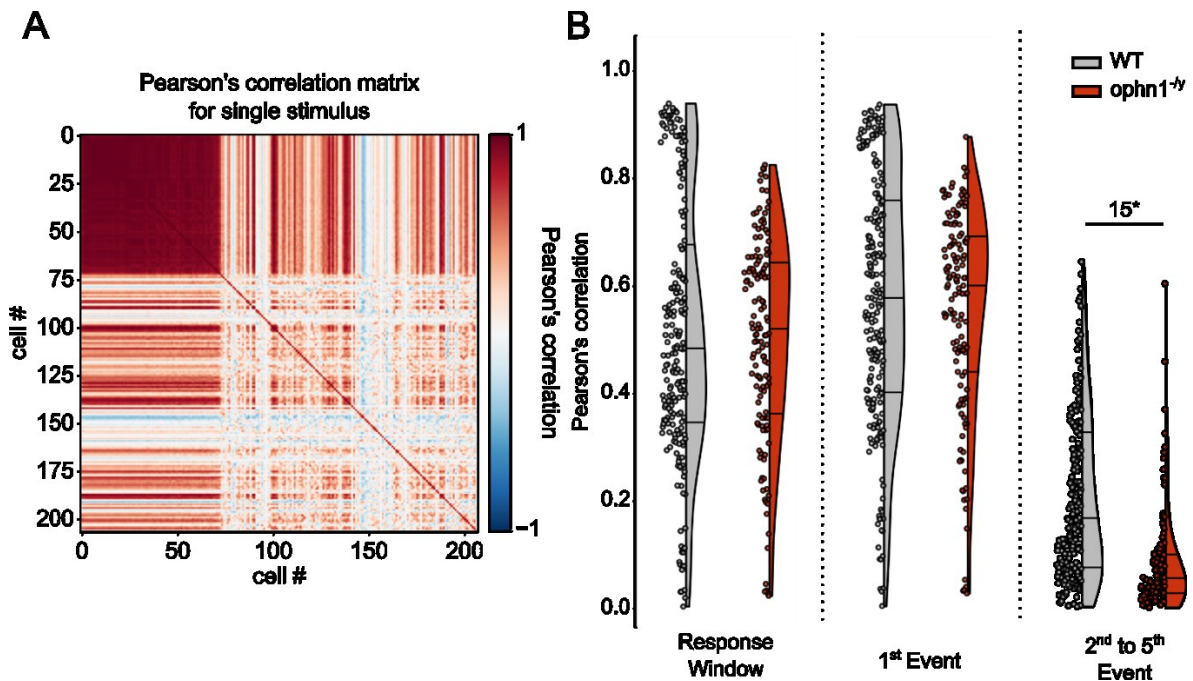 A
Pearson's correlation matrix
for single stimulus
0
25
50
75
100
125
150
175
200
cell #
0
50
100
150
200
cell #
1
−1
Pearson's correlation
B
1.0
0.8
0.6
0.4
0.2
0.0
Pearson's correlation
WT
ophn1-/y
15*
Response
Window
1st Event
2nd to 5th
Event